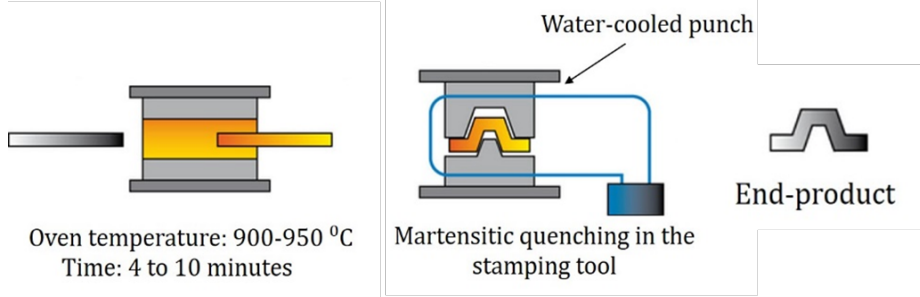 Water-cooled punch
Oven temperature: 900-950 ⁰C
Time: 4 to 10 minutes
Martensitic quenching in the
stamping tool
End-product